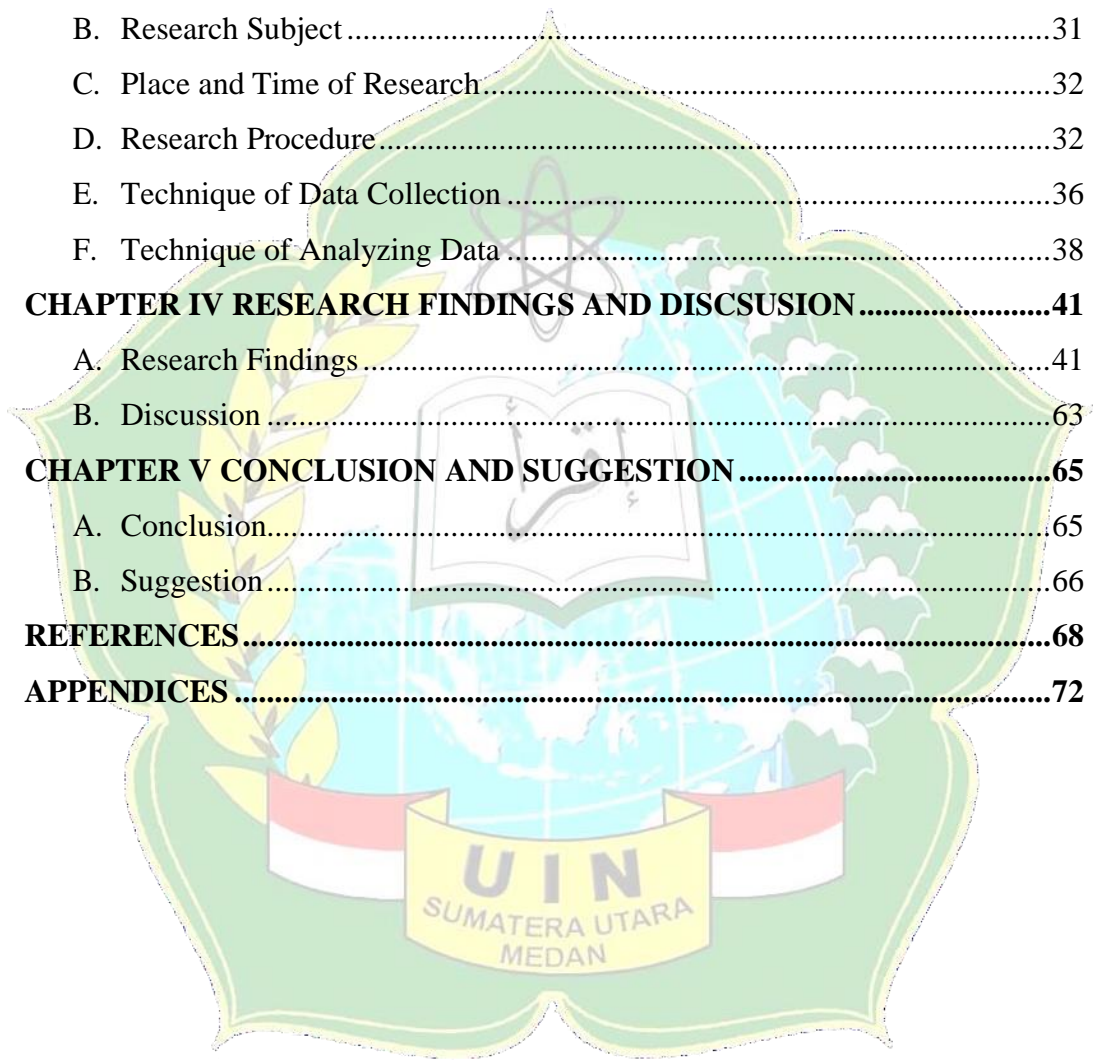 B. Research Subject ........................................................................................................31
C. Place and Time of Research....................................................................................32
D. Research Procedure...................................................................................................32
E. Technique of Data Collection ................................................................................36
F. Technique of Analyzing Data .................................................................................38
CHAPTER IV RESEARCH FINDINGS AND DISCSUSION.......................41
A. Research Findings.....................................................................................................41
B. Discussion ...................................................................................................................63
CHAPTER V CONCLUSION AND SUGGESTION.....................................65
A. Conclusion..................................................................................................................65
B. Suggestion...................................................................................................................66
REFERENCES.................................................................................................68
APPENDICES ..................................................................................................72
إقرأ
UIN
SUMATERA UTARA
MEDAN